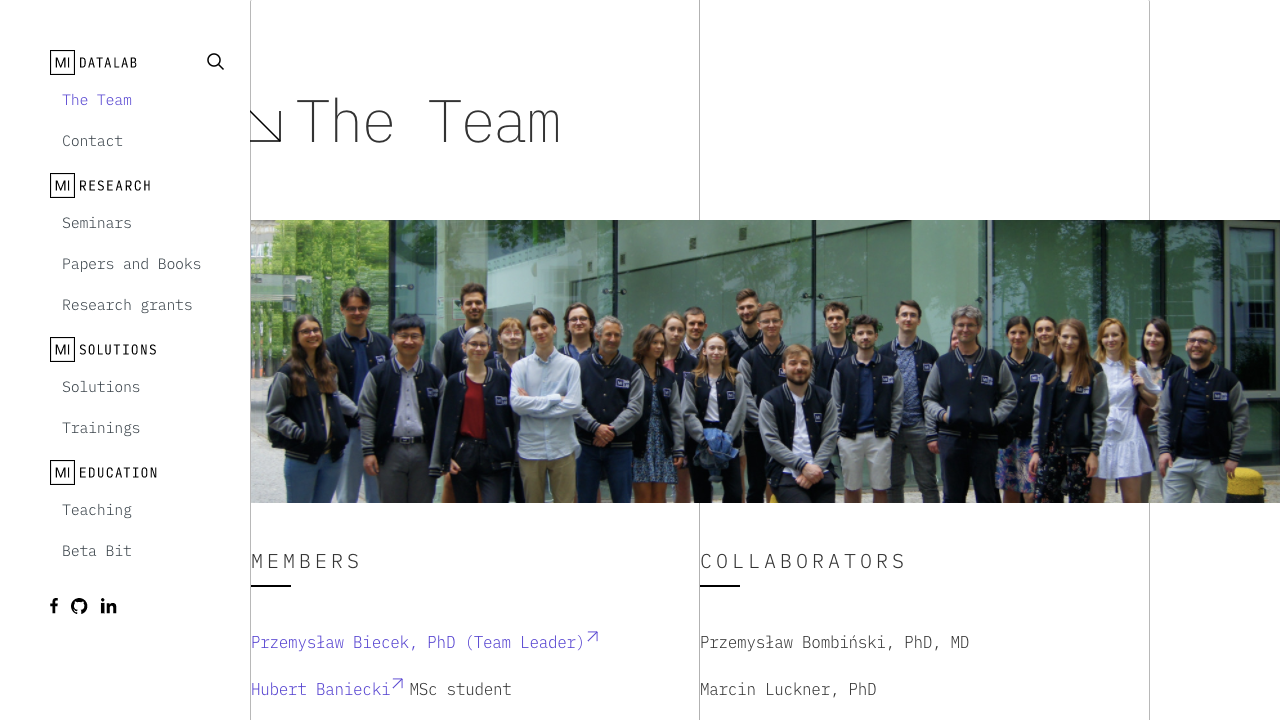 MI DATALAB
The Team
Contact
MI RESEARCH
Seminars
Papers and Books
Research grants
MI SOLUTIONS
Solutions
Trainings
MI EDUCATION
Teaching
Beta Bit
The Team
MEMBERS
Przemysław Biecek, PhD (Team Leader)
Hubert Baniecki MSc student
COLLABORATORS
Przemysław Bombiński, PhD, MD
Marcin Luckner, PhD